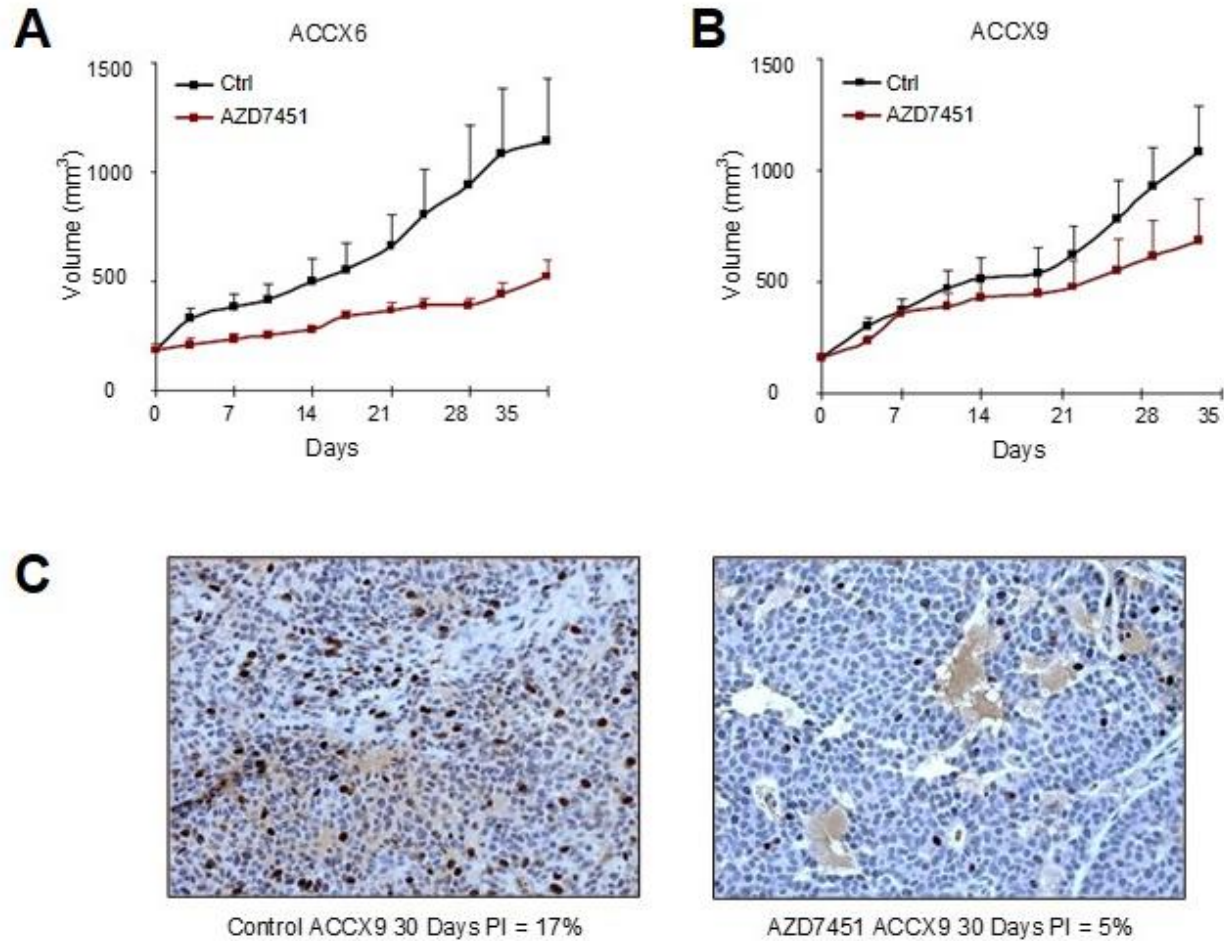 A
ACCX6
1500
1000
500
0
Volume (mm³)
Ctrl
AZD7451
0 7 14 21 28 35
Days
B
ACCX9
1500
1000
500
0
Volume (mm³)
Ctrl
AZD7451
0 7 14 21 28 35
Days
C
Control ACCX9 30 Days PI = 17%
AZD7451 ACCX9 30 Days PI = 5%